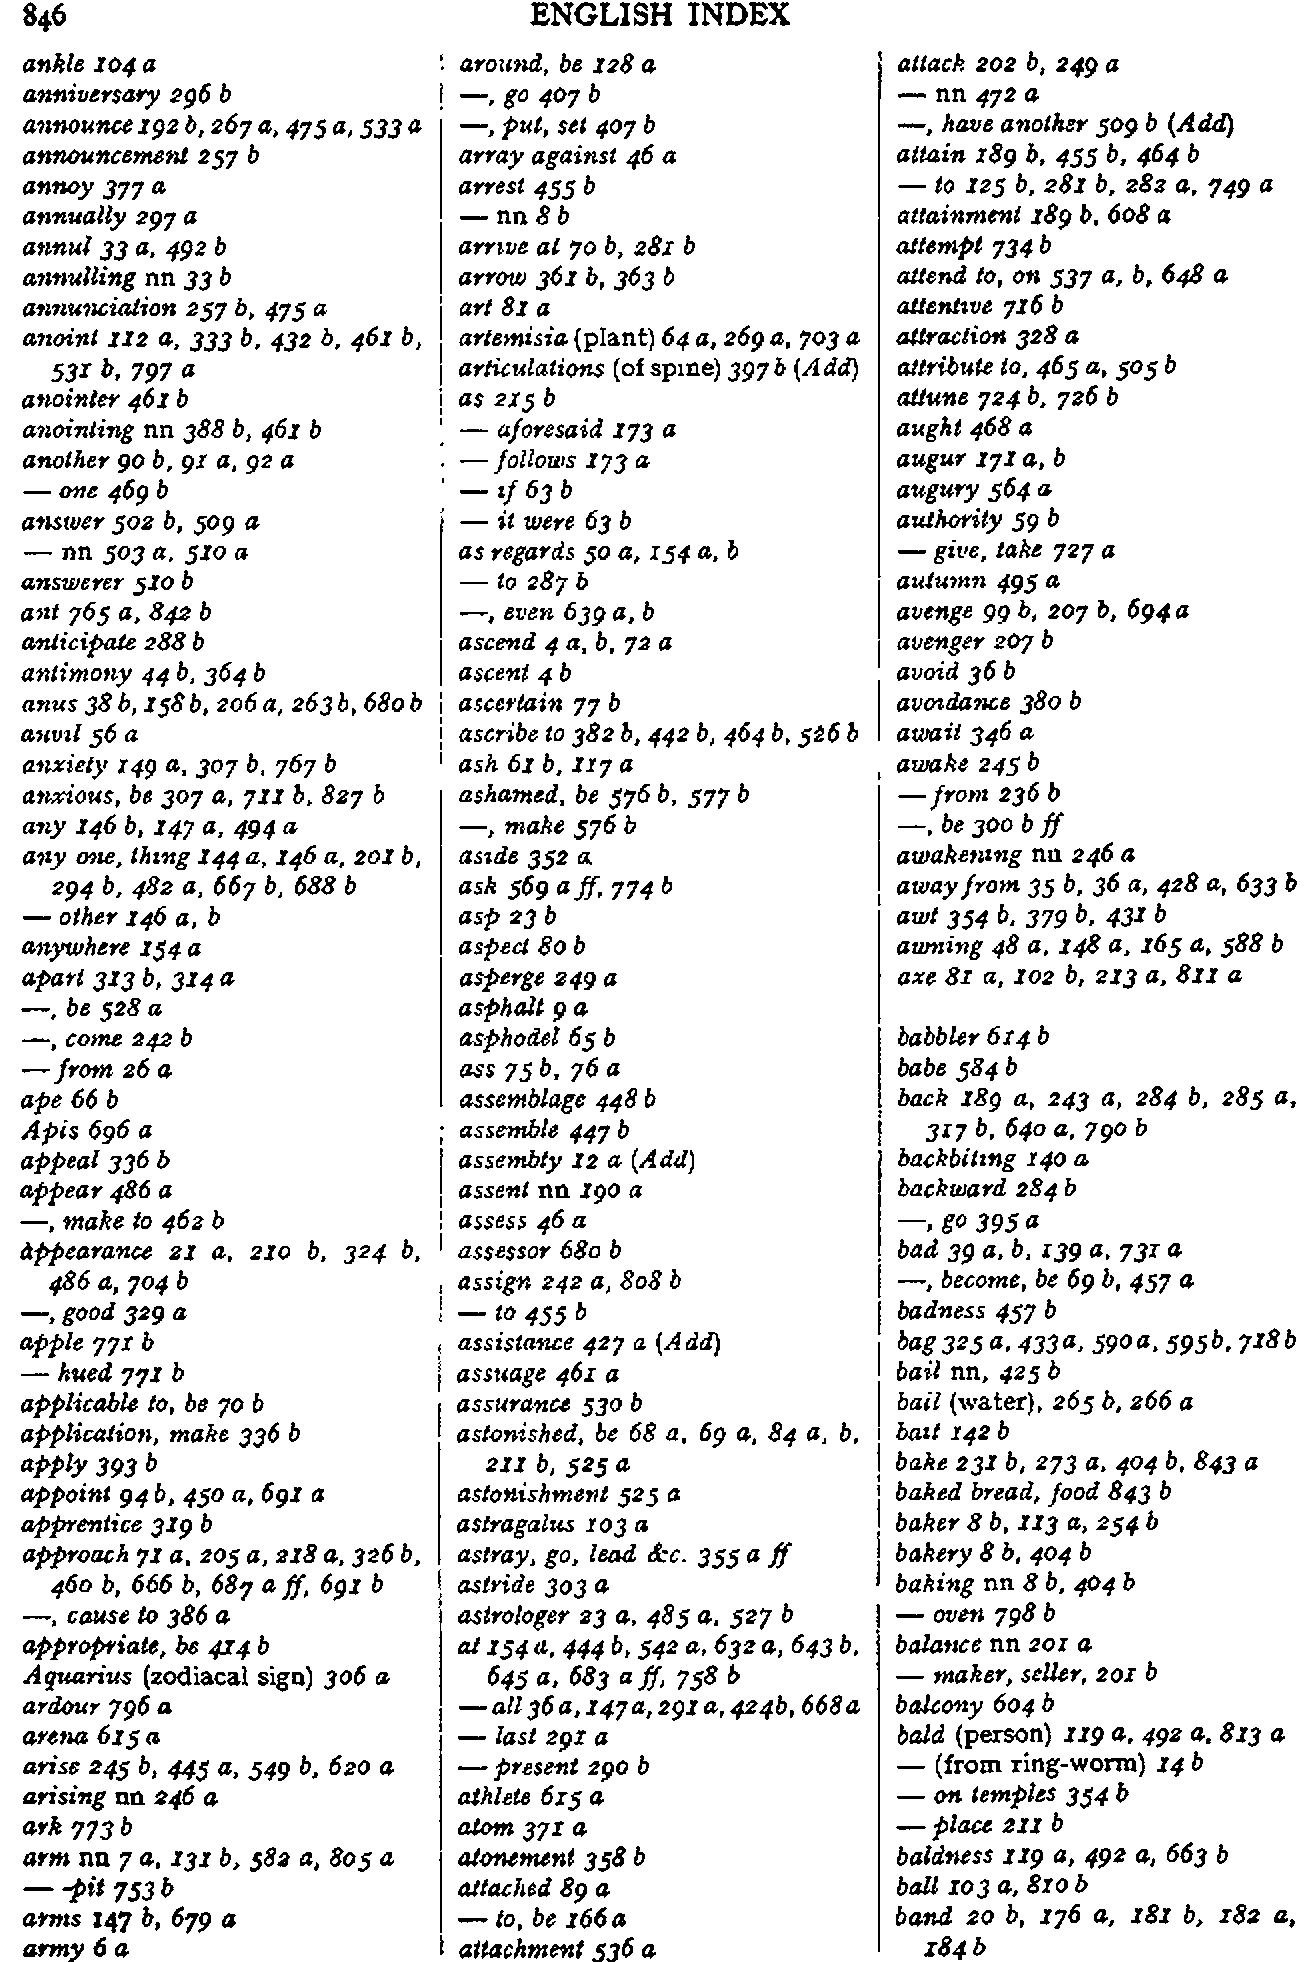 846
ENGLISH INDEX
ankle 104 a
anniversary 296 b
announce 192 b, 267 a, 475 a, 533 a
announcement 257 b
annoy 377 a
annually 297 a
annul 33 a, 492 b
annulling nn 33 b
annunciation 257 b, 475 a
anoint 112 a, 333 b, 432 b, 461 b,
531 b, 797 a
anointer 461 b
anointing nn 388 b, 461 b
another 90 b, 91 a, 92 a
— one 469 b
answer 502 b, 509 a
— nn 503 a, 510 a
answerer 510 b
ant 765 a, 842 b
anticipate 288 b
antimony 44 b, 364 b
anus 38 b, 158 b, 206 a, 263 b, 680 b
anvil 56 a
anxiety 149 a, 307 b, 767 b
anxious, be 307 a, 711 b, 827 b
any 146 b, 147 a, 494 a
any one, thing 144 a, 146 a, 201 b,
294 b, 482 a, 667 b, 688 b
— other 146 a, b
anywhere 154 a
apart 313 b, 314 a
—, be 528 a
—, come 242 b
— from 26 a
ape 66 b
Apis 696 a
appeal 336 b
appear 486 a
—, make to 462 b
appearance 21 a, 210 b, 324 b,
486 a, 704 b
—, good 329 a
apple 771 b
— hued 771 b
applicable to, be 70 b
application, make 336 b
apply 393 b
appoint 94 b, 450 a, 691 a
apprentice 319 b
approach 71 a, 205 a, 218 a, 326 b,
460 b, 666 b, 687 a ff, 691 b
—, cause to 386 a
appropriate, be 414 b
Aquarius (zodiacal sign) 306 a
ardour 796 a
arena 615 a
arise 245 b, 445 a, 549 b, 620 a
arising nn 246 a
ark 773 b
arm nn 7 a, 131 b, 582 a, 805 a
— -pit 753 b
arms 147 b, 679 a
army 6 a
around, be 128 a
—, go 407 b
—, put, set 407 b
array against 46 a
arrest 455 b
— nn 8 b
arrive at 70 b, 281 b
arrow 361 b, 363 b
art 81 a
artemisia (plant) 64 a, 269 a, 703 a
articulations (of spine) 397 b (Add)
as 215 b
— aforesaid 173 a
— follows 173 a
— if 63 b
— it were 63 b
as regards 50 a, 154 a, b
— to 287 b
—, even 639 a, b
ascend 4 a, b, 72 a
ascent 4 b
ascertain 77 b
ascribe to 382 b, 442 b, 464 b, 526 b
ash 61 b, 117 a
ashamed, be 576 b, 577 b
—, make 576 b
aside 352 a
ask 569 a ff, 774 b
asp 23 b
aspect 80 b
asperge 249 a
asphalt 9 a
asphodel 65 b
ass 75 b, 76 a
assemblage 448 b
assemble 447 b
assembly 12 a (Add)
assent nn 190 a
assess 46 a
assessor 680 b
assign 242 a, 808 b
— to 455 b
assistance 427 a (Add)
assuage 461 a
assurance 530 b
astonished, be 68 a, 69 a, 84 a, b,
211 b, 525 a
astonishment 525 a
astragalus 103 a
astray, go, lead &c. 355 a ff
astride 303 a
astrologer 23 a, 485 a, 527 b
at 154 a, 444 b, 542 a, 632 a, 643 b,
645 a, 683 a ff, 758 b
— all 36 a, 147 a, 291 a, 424 b, 668 a
— last 291 a
— present 290 b
athlete 615 a
atom 371 a
atonement 358 b
attached 89 a
— to, be 166 a
attachment 536 a
attack 202 b, 249 a
— nn 472 a
—, have another 509 b (Add)
attain 189 b, 455 b, 464 b
— to 125 b, 281 b, 282 a, 749 a
attainment 189 b, 608 a
attempt 734 b
attend to, on 537 a, b, 648 a
attentive 716 b
attraction 328 a
attribute to, 465 a, 505 b
attune 724 b, 726 b
aught 468 a
augur 171 a, b
augury 564 a
authority 59 b
— give, take 727 a
autumn 495 a
avenge 99 b, 207 b, 694 a
avenger 207 b
avoid 36 b
avoidance 380 b
await 346 a
awake 245 b
— from 236 b
—, be 300 b ff
awakening nn 246 a
away from 35 b, 36 a, 428 a, 633 b
awl 354 b, 379 b, 431 b
awning 48 a, 148 a, 165 a, 588 b
axe 81 a, 102 b, 213 a, 811 a
babbler 614 b
babe 584 b
back 189 a, 243 a, 284 b, 285 a,
317 b, 640 a, 790 b
backbiting 140 a
backward 284 b
—, go 395 a
bad 39 a, b, 139 a, 731 a
—, become, be 69 b, 457 a
badness 457 b
bag 325 a, 433 a, 590 a, 595 b, 718 b
bail nn, 425 b
bail (water), 265 b, 266 a
bait 142 b
bake 231 b, 273 a, 404 b, 843 a
baked bread, food 843 b
baker 8 b, 113 a, 254 b
bakery 8 b, 404 b
baking nn 8 b, 404 b
— oven 798 b
balance nn 201 a
— maker, seller, 201 b
balcony 604 b
bald (person) 119 a, 492 a, 813 a
— (from ring-worm) 14 b
— on temples 354 b
— place 211 b
baldness 119 a, 492 a, 663 b
ball 103 a, 810 b
band 20 b, 176 a, 181 b, 182 a,
184 b